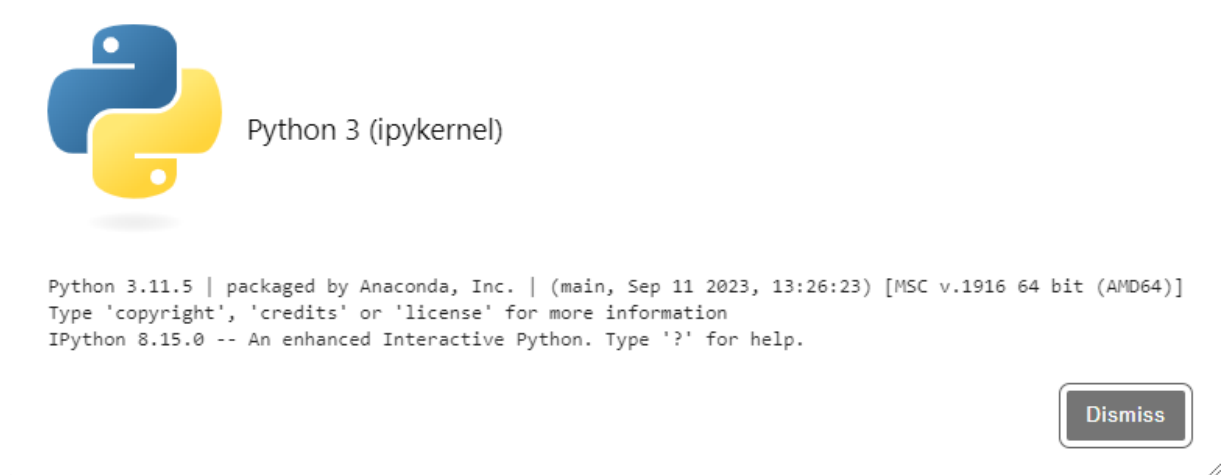 Python 3 (ipykernel)
Python 3.11.5 | packaged by Anaconda, Inc. | (main, Sep 11 2023, 13:26:23) [MSC v.1916 64 bit (AMD64)]
Type 'copyright', 'credits' or 'license' for more information
IPython 8.15.0 -- An enhanced Interactive Python. Type '?' for help.
Dismiss